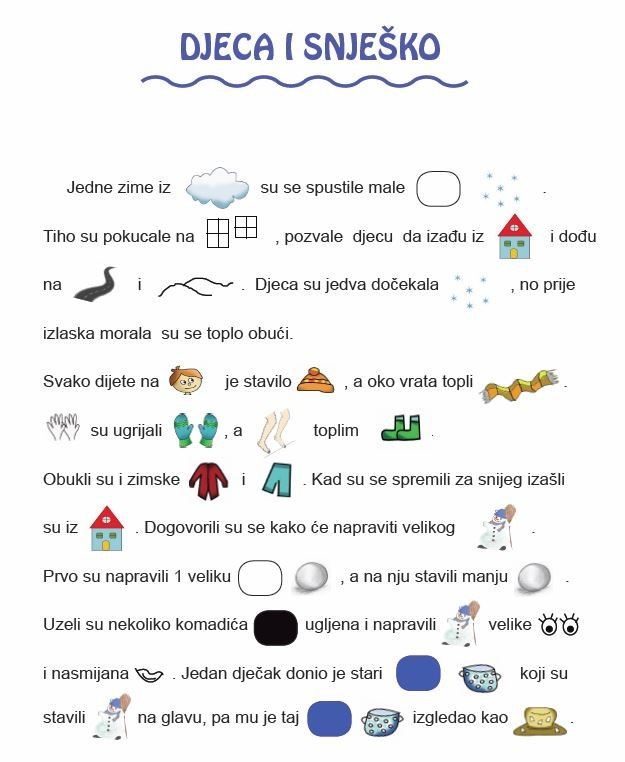 DJECA I SNJEŠKO
Jedne zime iz su se spustile male .
Tiho su pokucale na , pozvale djecu da izađu iz i dođu
na i . Djeca su jedva dočekala , no prije
izlaska morala su se toplo obući.
Svako dijete na je stavilo , a oko vrata topli .
su ugrijali , a toplim .
Obukli su i zimske i . Kad su se spremili za snijeg izašli
su iz . Dogovorili su se kako će napraviti velikog .
Prvo su napravili 1 veliku , a na nju stavili manju .
Uzeli su nekoliko komadića ugljena i napravili velike
i nasmijana . Jedan dječak donio je stari koji su
stavili na glavu, pa mu je taj izgledao kao .